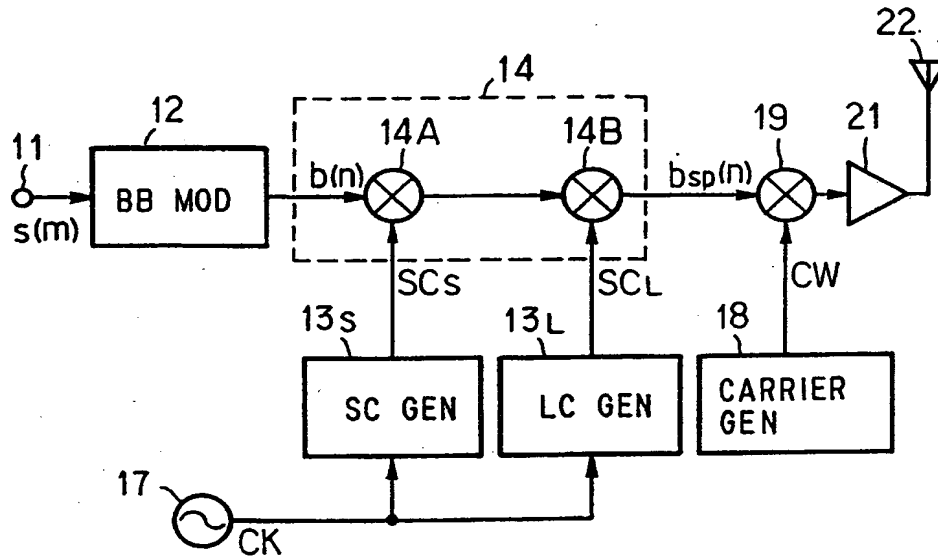 22
14
12
14A
14B
19
21
11
b(n)
bsp(n)
BB MOD
s(m)
SCS
SCL
CW
13S
13L
18
SC GEN
LC GEN
CARRIER
GEN
17
CK